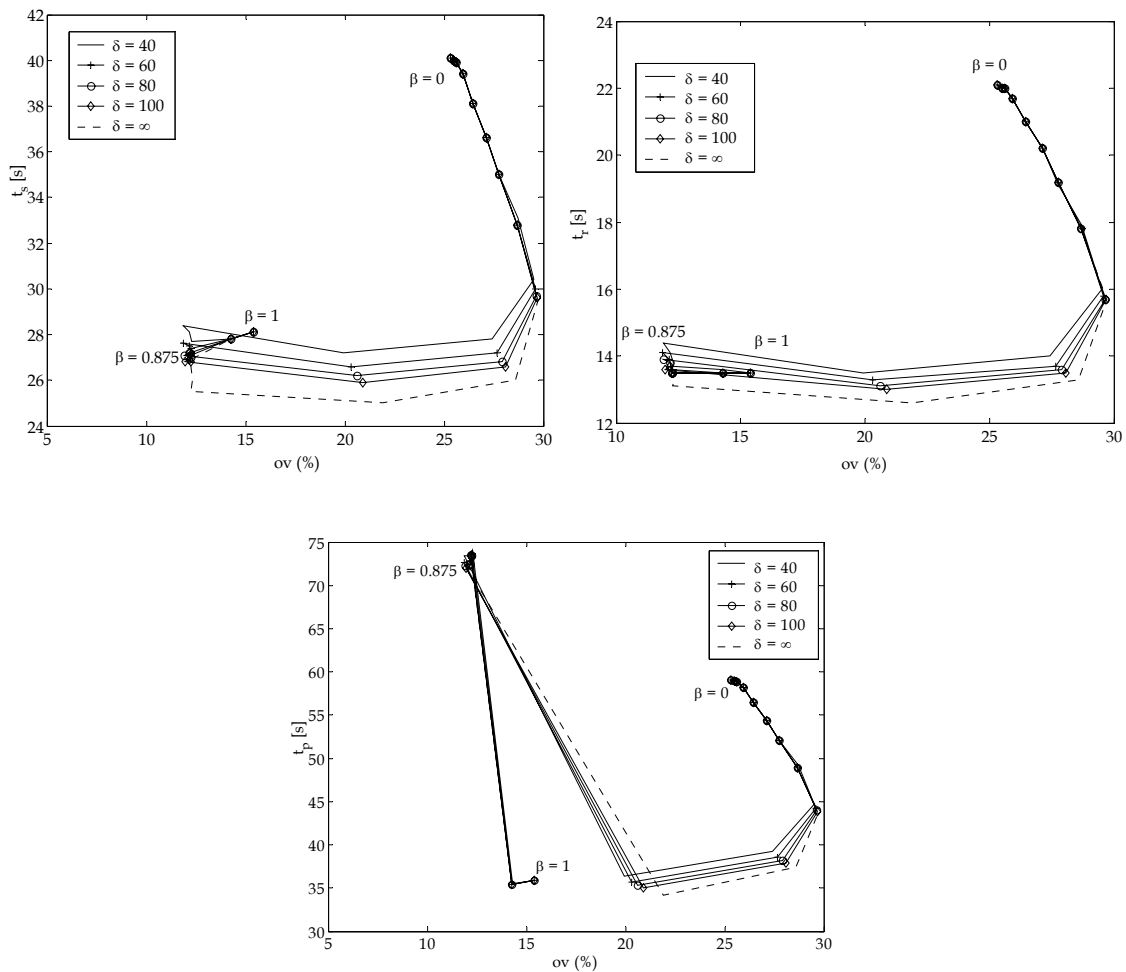 42
40
38
36
34
32
30
28
26
24
t_s [s]
5
10
15
20
25
30
ov (%)
δ = 40
δ = 60
δ = 80
δ = 100
δ = ∞
β = 0
β = 1
β = 0.875
24
22
20
18
16
14
12
t_r [s]
10
15
20
25
30
ov (%)
δ = 40
δ = 60
δ = 80
δ = 100
δ = ∞
β = 0
β = 0.875
β = 1
75
70
65
60
55
50
45
40
35
30
t_p [s]
5
10
15
20
25
30
ov (%)
δ = 40
δ = 60
δ = 80
δ = 100
δ = ∞
β = 0.875
β = 0
β = 1